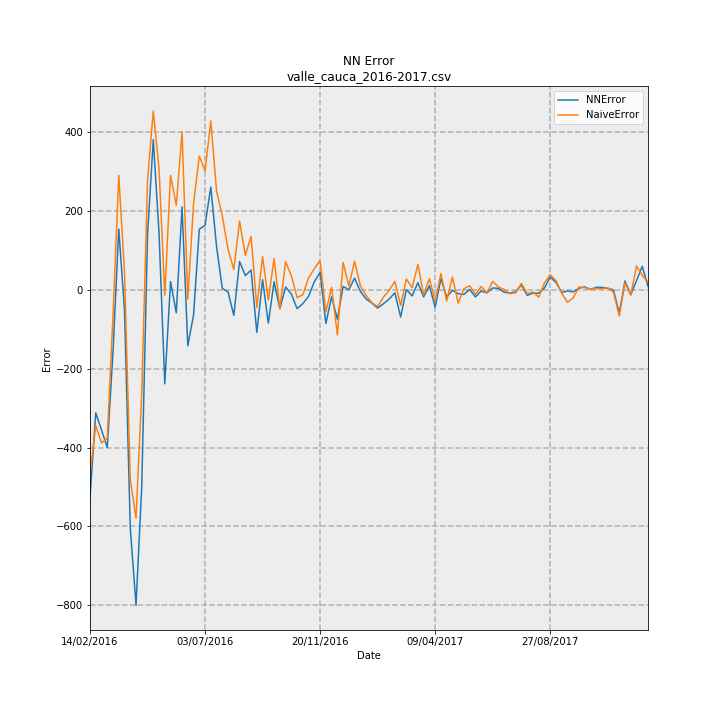 NN Error
valle_cauca_2016-2017.csv
NNError
NaiveError
400
200
0
−200
−400
−600
−800
Error
14/02/2016
03/07/2016
20/11/2016
09/04/2017
27/08/2017
Date